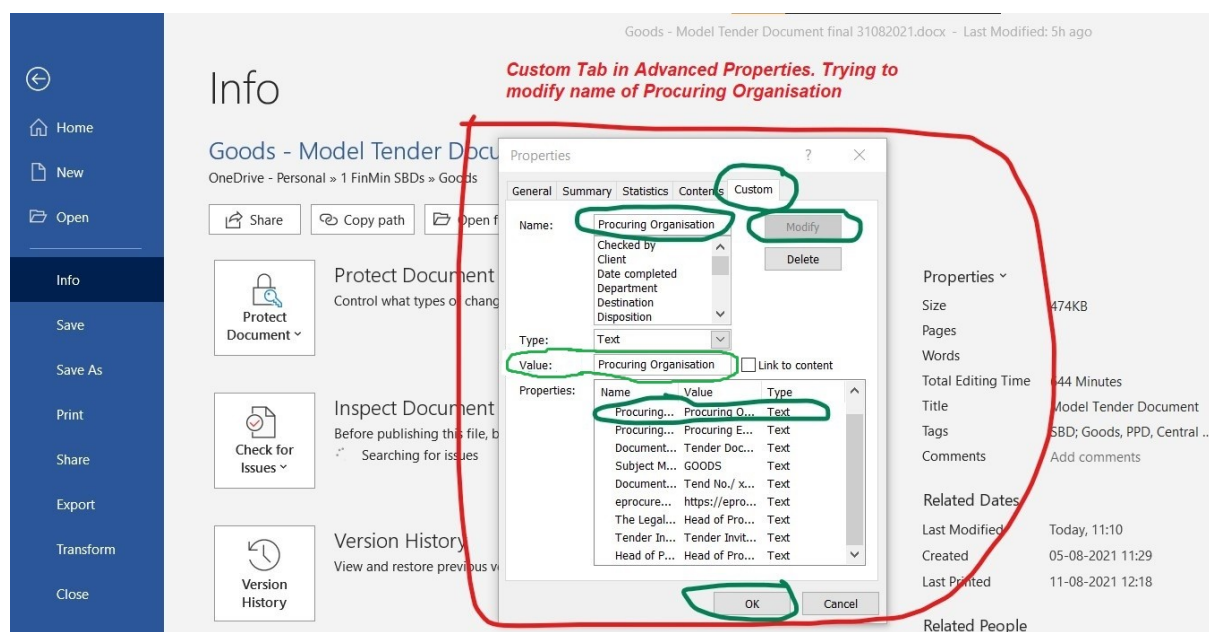 Goods - Model Tender Document final 31082021.docx - Last Modified: 5h ago
Custom Tab in Advanced Properties. Trying to
modify name of Procuring Organisation
Info
Home
New
Open
Info
Save
Save As
Print
Share
Export
Transform
Close
Goods - Model Tender Docu
OneDrive - Personal » 1 FinMin SBDs » Goods
Share
Copy path
Open f
Protect Document
Protect Document
Control what types of chang
Check for Issues
Inspect Document
Before publishing this file, b
Searching for issues
Version History
Version History
View and restore previous v
Properties
? ×
General Summary Statistics Contents Custom
Name: Procuring Organisation Modify
Checked by
Client
Date completed
Department
Destination
Disposition
Delete
Type: Text
Value: Procuring Organisation Link to content
Properties: Name Value Type
Procuring... Procuring O... Text
Procuring... Procuring E... Text
Document... Tender Doc... Text
Subject M... GOODS Text
Document... Tend No./ x... Text
eprocure... https://epro... Text
The Legal... Head of Pro... Text
Tender In... Tender Invit... Text
Head of P... Head of Pro... Text
OK Cancel
Properties
Size 474KB
Pages
Words
Total Editing Time 644 Minutes
Title Model Tender Document
Tags SBD; Goods, PPD, Central ...
Comments Add comments
Related Dates
Last Modified Today, 11:10
Created 05-08-2021 11:29
Last Printed 11-08-2021 12:18
Related People